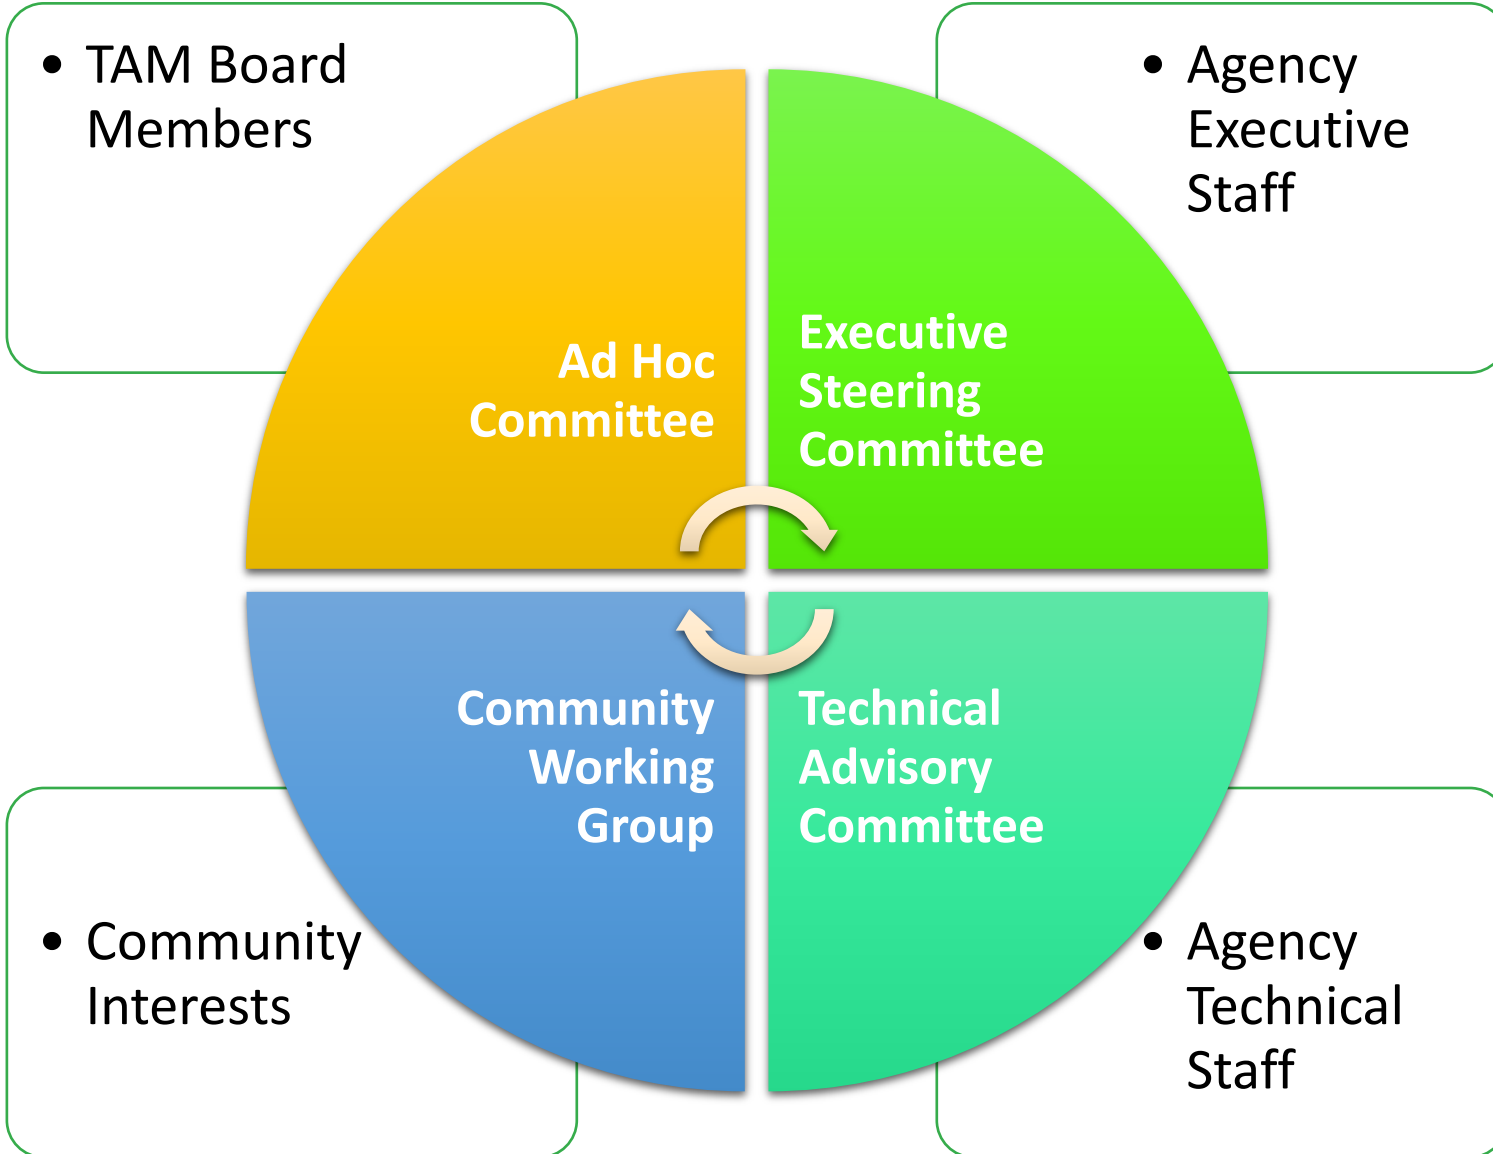 • TAM Board
Members
• Agency
Executive
Staff
Ad Hoc
Committee
Executive
Steering
Committee
Community
Working
Group
Technical
Advisory
Committee
• Community
Interests
• Agency
Technical
Staff